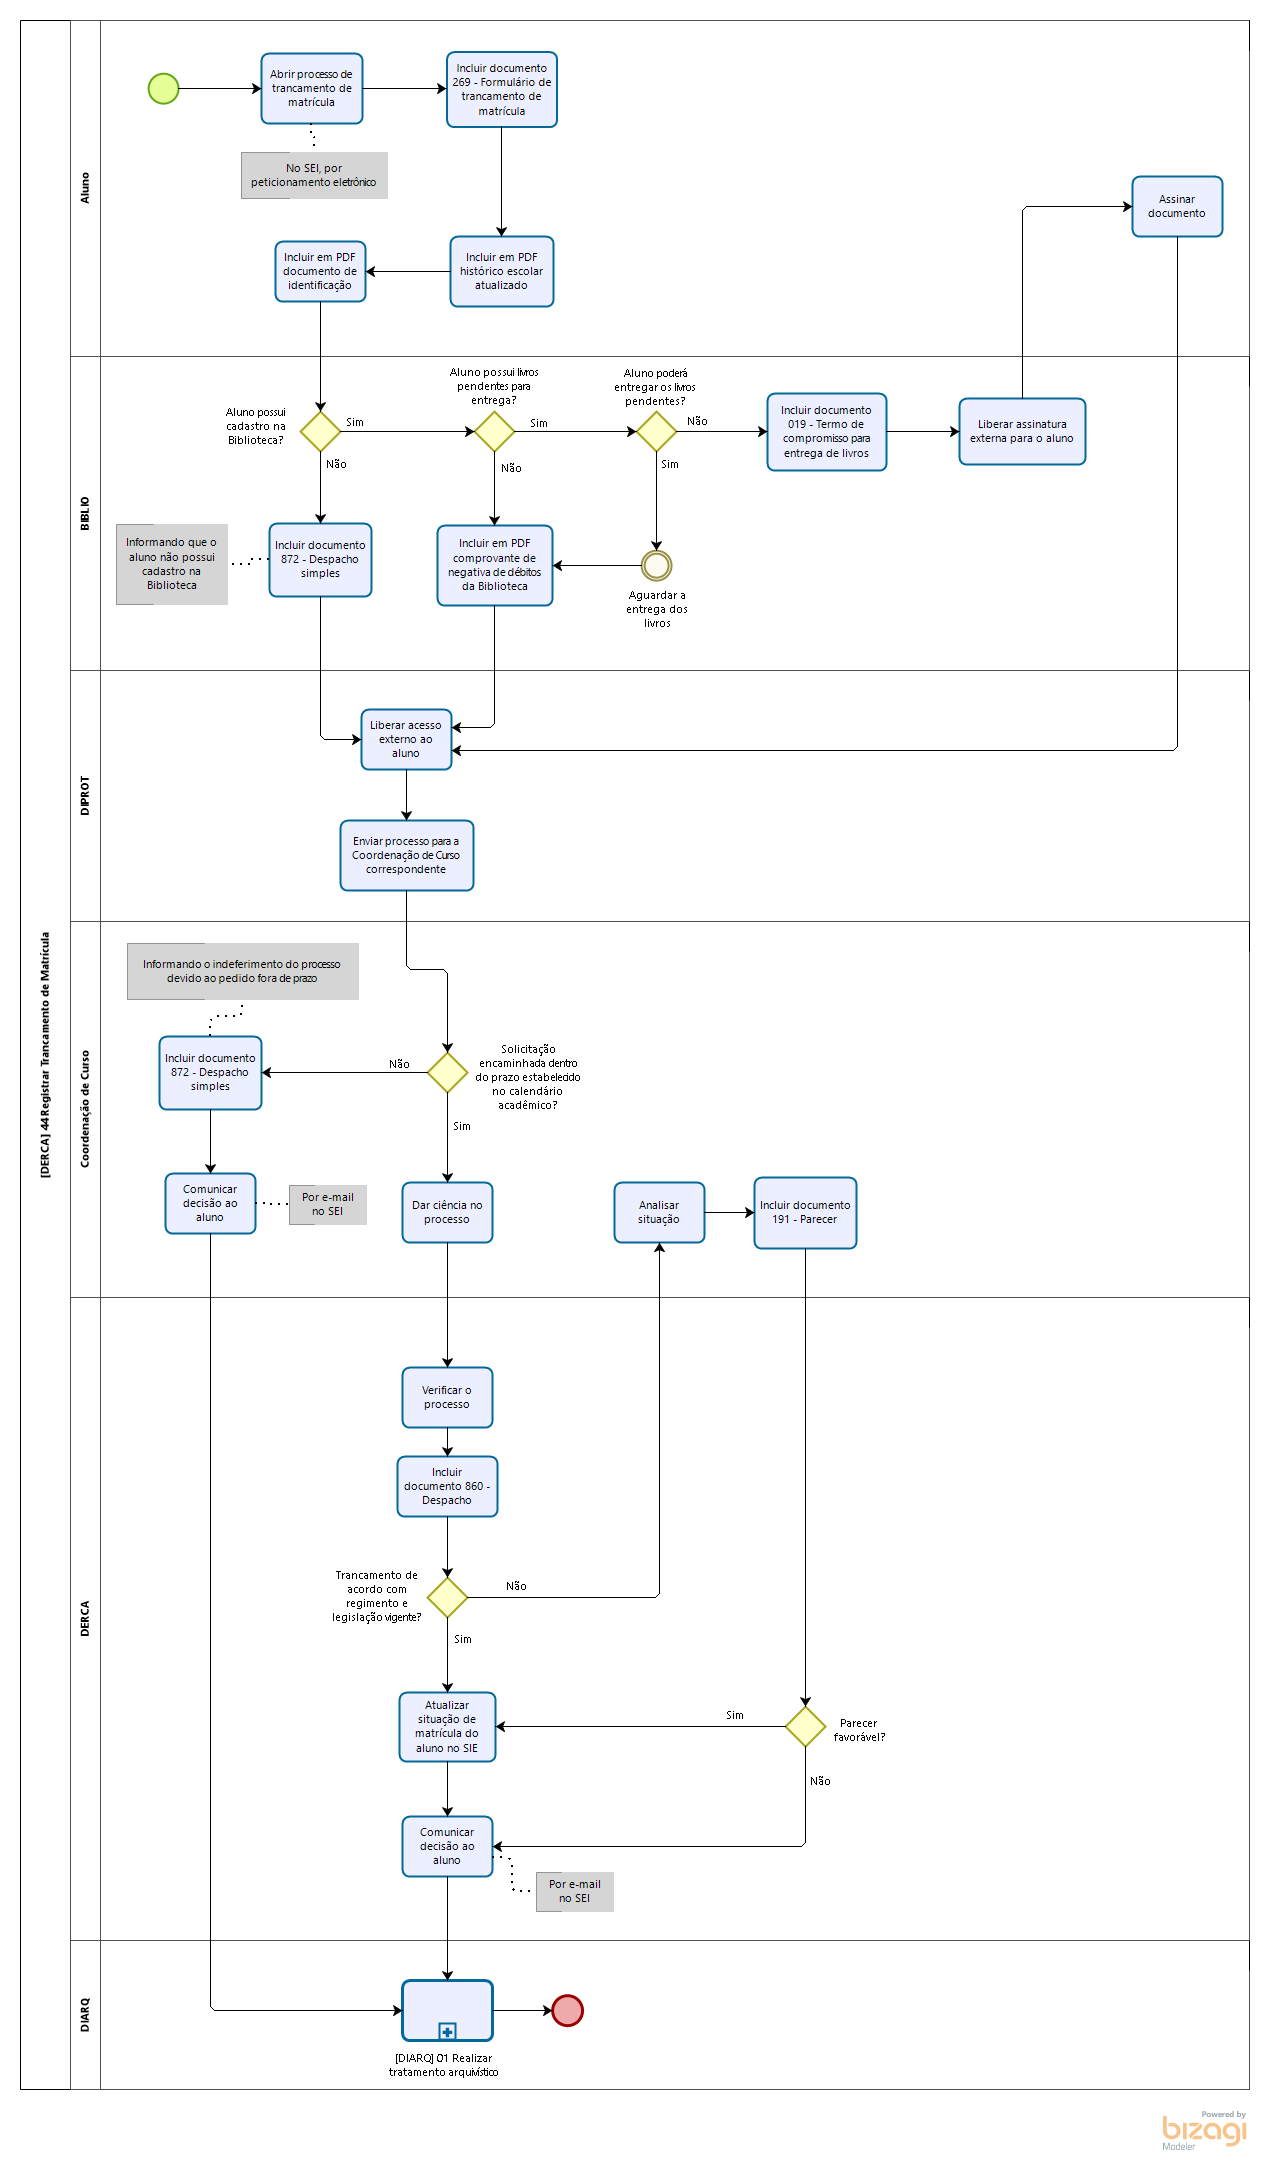 [DERCA] 44 Registrar Trancamento de Matrícula
Aluno
Abrir processo de
trancamento de
matrícula
Incluir documento
269 - Formulário de
trancamento de
matrícula
No SEI, por
peticionamento eletrônico
Assinar
documento
Incluir em PDF
documento de
identificação
Incluir em PDF
histórico escolar
atualizado
BIBLIO
Aluno possui
cadastro na
Biblioteca?
Sim
Não
Aluno possui livros
pendentes para
entrega?
Sim
Não
Aluno poderá
entregar os livros
pendentes?
Não
Sim
Incluir documento
019 - Termo de
compromisso para
entrega de livros
Liberar assinatura
externa para o aluno
Informando que o
aluno não possui
cadastro na
Biblioteca
Incluir documento
872 - Despacho
simples
Incluir em PDF
comprovante de
negativa de débitos
da Biblioteca
Aguardar a
entrega dos
livros
DIPROT
Liberar acesso
externo ao
aluno
Enviar processo para a
Coordenação de Curso
correspondente
Coordenação de Curso
Informando o indeferimento do processo
devido ao pedido fora de prazo
Incluir documento
872 - Despacho
simples
Não
Solicitação
encaminhada dentro
do prazo estabelecido
no calendário
acadêmico?
Sim
Comunicar
decisão ao
aluno
Por e-mail
no SEI
Dar ciência no
processo
Analisar
situação
Incluir documento
191 - Parecer
DERCA
Verificar o
processo
Incluir
documento 860 -
Despacho
Trancamento de
acordo com
regimento e
legislação vigente?
Não
Sim
Atualizar
situação de
matrícula do
aluno no SIE
Sim
Parecer
favorável?
Não
Comunicar
decisão ao
aluno
Por e-mail
no SEI
DIARQ
[DIARQ] 01 Realizar
tratamento arquivístico
Powered by
bizagi
Modeler